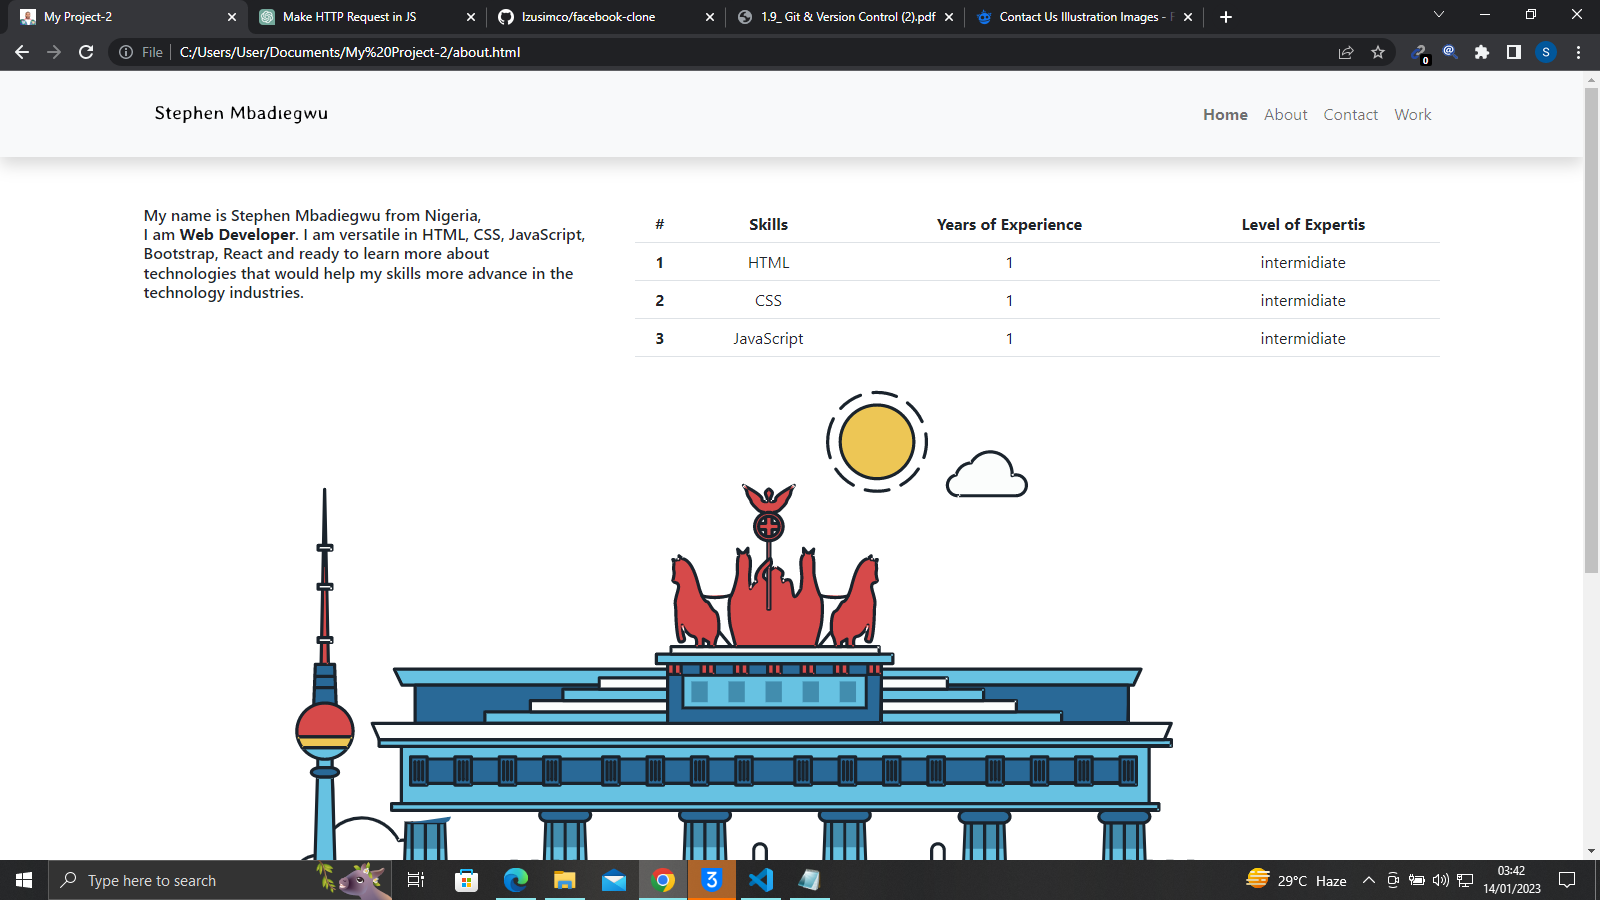 My Project-2
Make HTTP Request in JS
Izusimco/facebook-clone
1.9_ Git & Version Control (2).pdf
Contact Us Illustration Images -
File
C:/Users/User/Documents/My%20Project-2/about.html
0
S
Stephen Mbadiegwu
Home About Contact Work
My name is Stephen Mbadiegwu from Nigeria,
I am Web Developer. I am versatile in HTML, CSS, JavaScript,
Bootstrap, React and ready to learn more about
technologies that would help my skills more advance in the
technology industries.
# Skills Years of Experience Level of Expertis
1 HTML 1 intermidiate
2 CSS 1 intermidiate
3 JavaScript 1 intermidiate
Type here to search
3
29°C Haze
03:42
14/01/2023